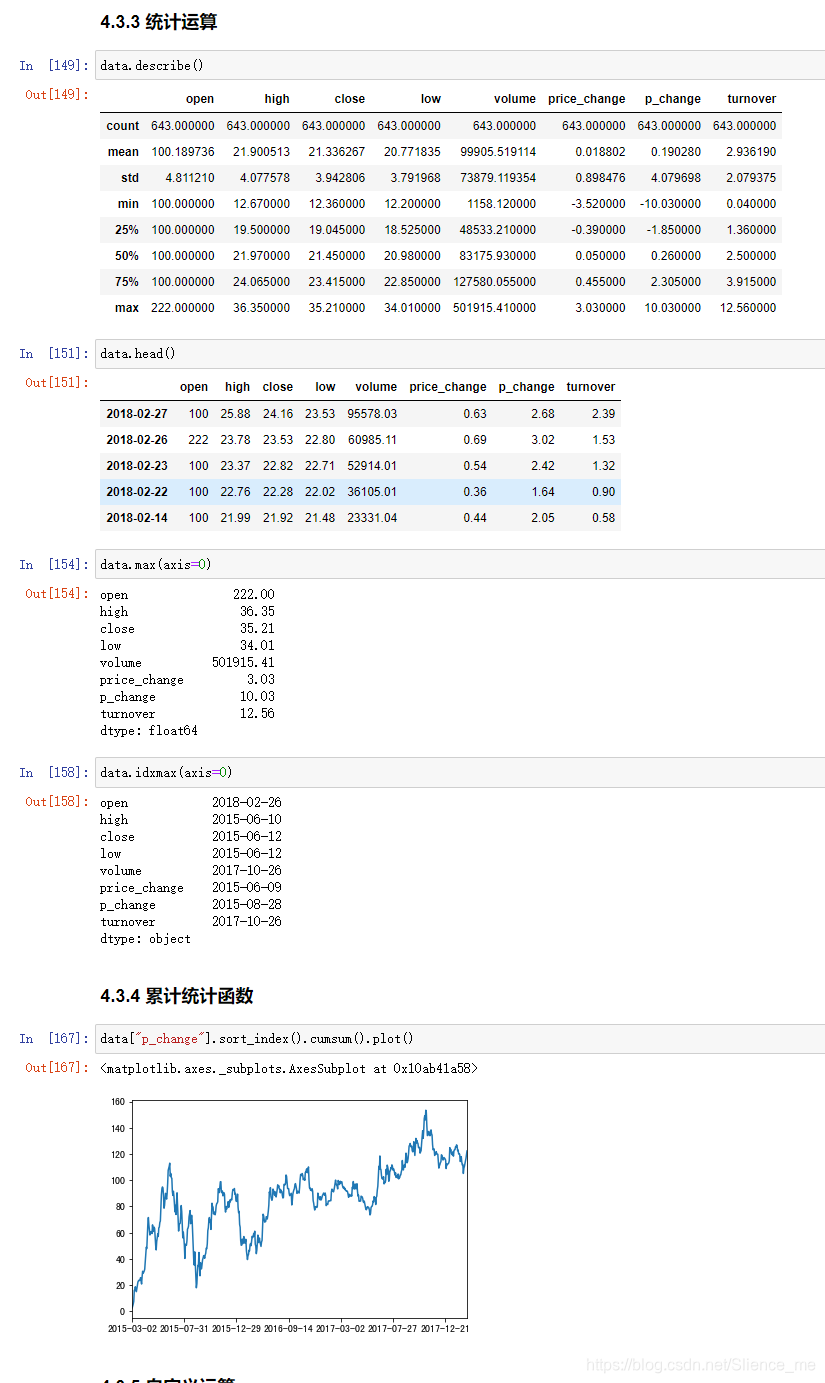 4.3.3 统计运算
In [149]: data.describe()
Out[149]:
open high close low volume price_change p_change turnover
count 643.000000 643.000000 643.000000 643.000000 643.000000 643.000000 643.000000 643.000000
mean 100.189736 21.900513 21.336267 20.771835 99905.519114 0.018802 0.190280 2.936190
std 4.811210 4.077578 3.942806 3.791968 73879.119354 0.898476 4.079698 2.079375
min 100.000000 12.670000 12.360000 12.200000 1158.120000 -3.520000 -10.030000 0.040000
25% 100.000000 19.500000 19.045000 18.525000 48533.210000 -0.390000 -1.850000 1.360000
50% 100.000000 21.970000 21.450000 20.980000 83175.930000 0.050000 0.260000 2.500000
75% 100.000000 24.065000 23.415000 22.850000 127580.055000 0.455000 2.305000 3.915000
max 222.000000 36.350000 35.210000 34.010000 501915.410000 3.030000 10.030000 12.560000
In [151]: data.head()
Out[151]:
open high close low volume price_change p_change turnover
2018-02-27 100 25.88 24.16 23.53 95578.03 0.63 2.68 2.39
2018-02-26 222 23.78 23.53 22.80 60985.11 0.69 3.02 1.53
2018-02-23 100 23.37 22.82 22.71 52914.01 0.54 2.42 1.32
2018-02-22 100 22.76 22.28 22.02 36105.01 0.36 1.64 0.90
2018-02-14 100 21.99 21.92 21.48 23331.04 0.44 2.05 0.58
In [154]: data.max(axis=0)
Out[154]: open 222.00
high 36.35
close 35.21
low 34.01
volume 501915.41
price_change 3.03
p_change 10.03
turnover 12.56
dtype: float64
In [158]: data.idxmax(axis=0)
Out[158]: open 2018-02-26
high 2015-06-10
close 2015-06-12
low 2015-06-12
volume 2017-10-26
price_change 2015-06-09
p_change 2015-08-28
turnover 2017-10-26
dtype: object
4.3.4 累计统计函数
In [167]: data["p_change"].sort_index().cumsum().plot()
Out[167]: <matplotlib.axes._subplots.AxesSubplot at 0x10ab41a58>
160
140
120
100
80
60
40
20
0
2015-03-02 2015-07-31 2015-12-29 2016-09-14 2017-03-02 2017-07-27 2017-12-21
https://blog.csdn.net/Slience_me